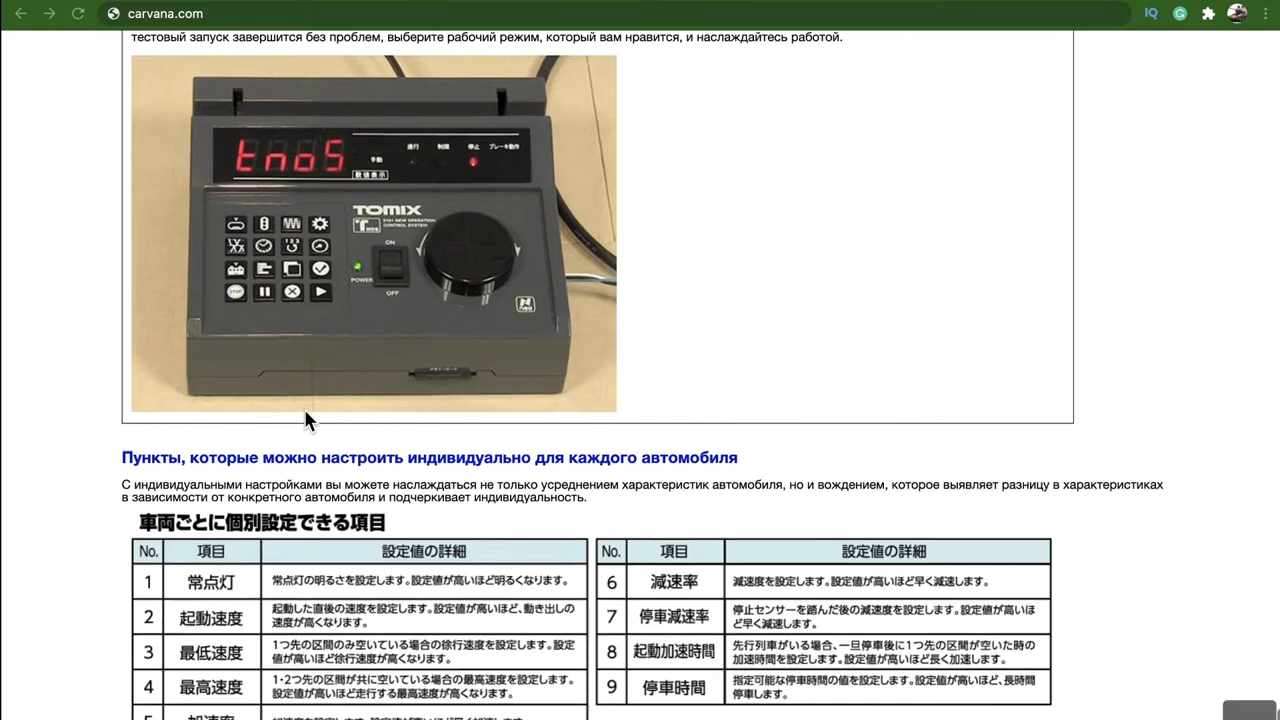 carvana.com
тестовый запуск завершится без проблем, выберите рабочий режим, который вам нравится, и наслаждайтесь работой.
tnoS
手動
進行
制限
停止
ブレーキ動作
数値表示
TOMIX
TNOS
5701 NEW OPERATION
CONTROL SYSTEM
ON
POWER
OFF
STOP
neo
メモリーカード
Пункты, которые можно настроить индивидуально для каждого автомобиля
С индивидуальными настройками вы можете наслаждаться не только усреднением характеристик автомобиля, но и вождением, которое выявляет разницу в характеристиках
в зависимости от конкретного автомобиля и подчеркивает индивидуальность.
車両ごとに個別設定できる項目
No. 項目 設定値の詳細
1 常点灯 常点灯の明るさを設定します。設定値が高いほど明るくなります。
2 起動速度 起動した直後の速度を設定します。設定値が高いほど、動き出しの
速度が高くなります。
3 最低速度 1つ先の区間のみ空いている場合の徐行速度を設定します。設定
値が高いほど徐行速度が高くなります。
4 最高速度 1・2つ先の区間が共に空いている場合の最高速度を設定します。
設定値が高いほど走行する最高速度が高くなります。
5 加速率
No. 項目 設定値の詳細
6 減速率 減速度を設定します。設定値が高いほど早く減速します。
7 停車減速率 停止センサーを踏んだ後の減速度を設定します。設定値が高いほ
ど早く減速します。
8 起動加速時間 先行列車がいる場合、一旦停車後に1つ先の区間が空いた時の
加速時間を設定します。設定値が高いほど長く加速します。
9 停車時間 指定可能な停車時間の値を設定します。設定値が高いほど、長時間
停車します。